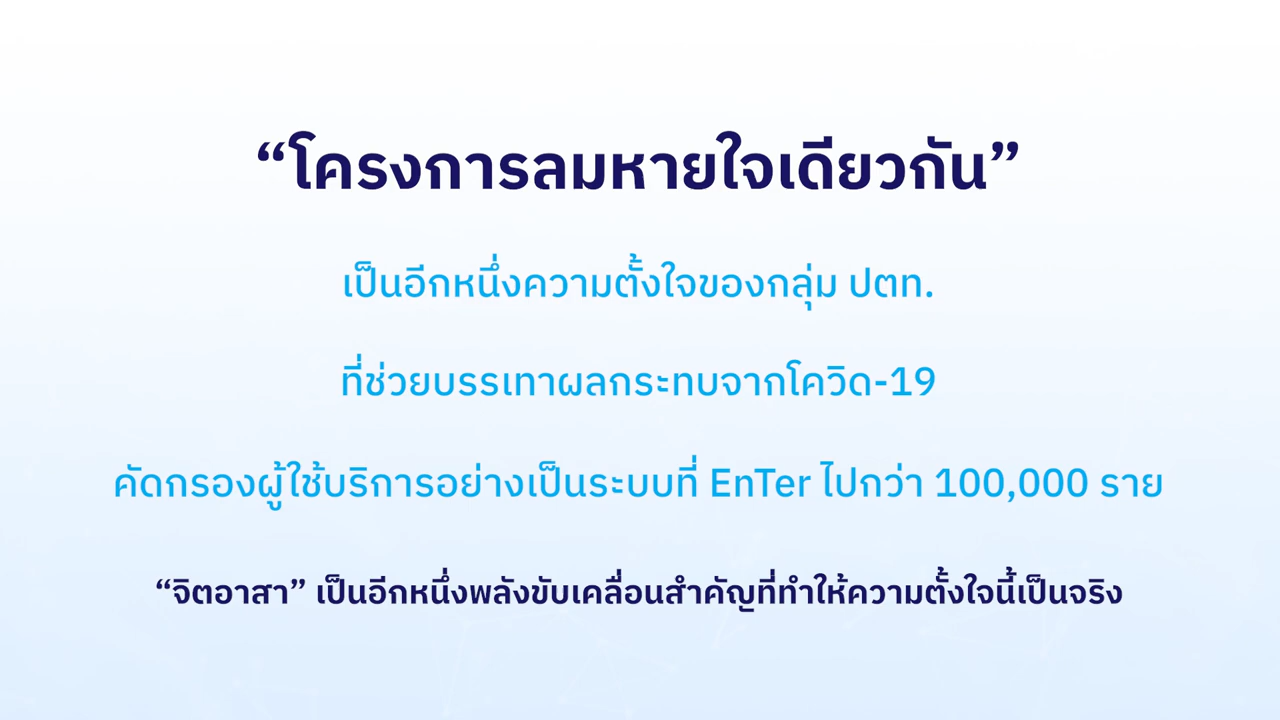 “โครงการลมหายใจเดียวกัน”
เป็นอีกหนึ่งความตั้งใจของกลุ่ม ปตท.
ที่ช่วยบรรเทาผลกระทบจากโควิด-19
คัดกรองผู้ใช้บริการอย่างเป็นระบบที่ EnTer ไปกว่า 100,000 ราย
“จิตอาสา” เป็นอีกหนึ่งพลังขับเคลื่อนสำคัญที่ทำให้ความตั้งใจนี้เป็นจริง